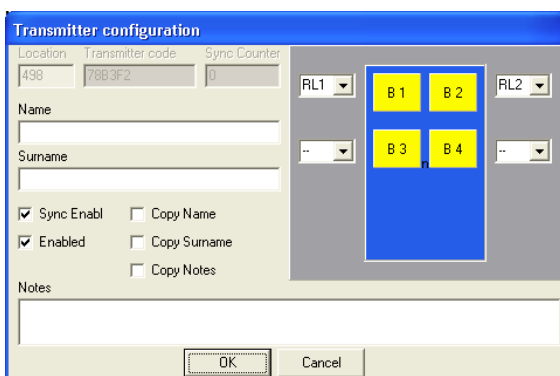 Transmitter configuration
Location Transmitter code Sync Counter
498 78B3F2 0
RL1 B 1 B 2 RL2
Name
-- B 3 B 4 --
n
Surname
Sync Enabl Copy Name
Enabled Copy Surname
Copy Notes
Notes
OK Cancel